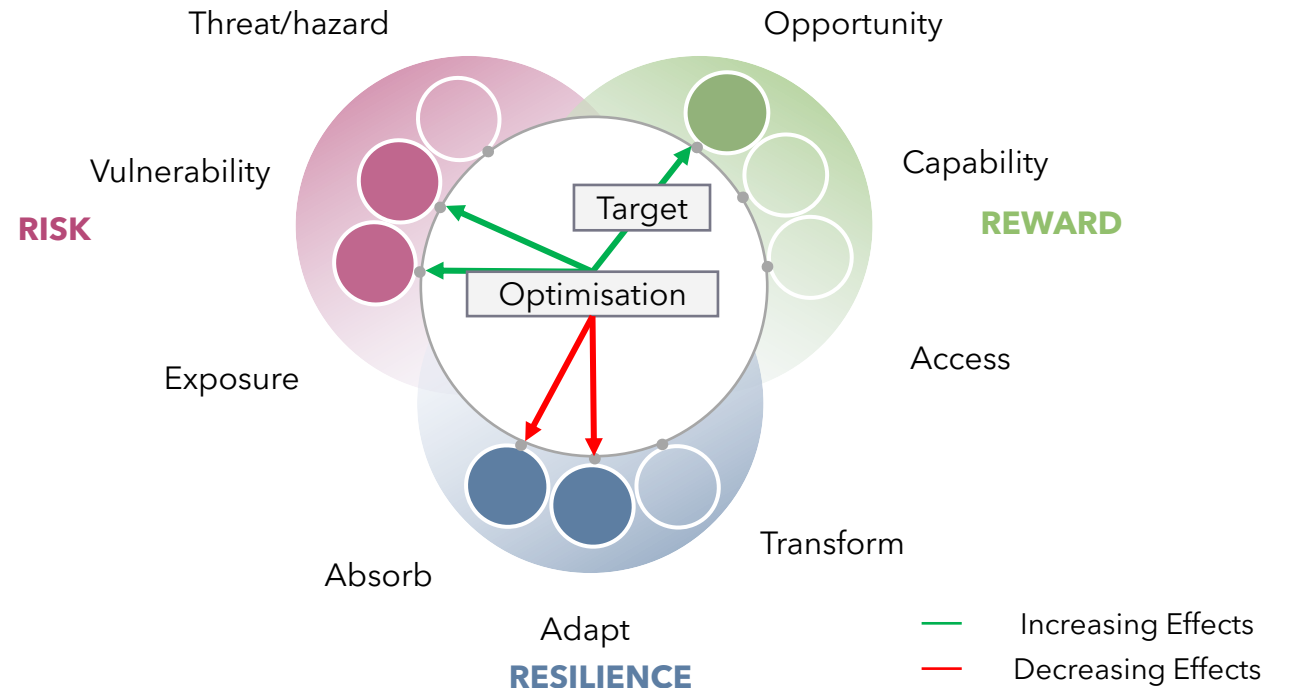 Threat/hazard
Opportunity
Vulnerability
Capability
RISK
REWARD
Target
Optimisation
Exposure
Access
Absorb
Transform
Adapt
RESILIENCE
Increasing Effects
Decreasing Effects